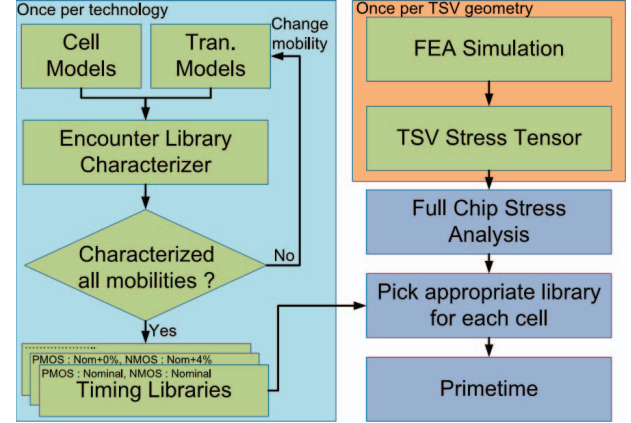 Once per technology
Cell
Models
Tran.
Models
Change
mobility
Encounter Library
Characterizer
Characterized
all mobilities ?
No
Yes
....................
PMOS : Nom+0%, NMOS : Nom+4%
PMOS : Nominal, NMOS : Nominal
Timing Libraries
Once per TSV geometry
FEA Simulation
TSV Stress Tensor
Full Chip Stress
Analysis
Pick appropriate library
for each cell
Primetime